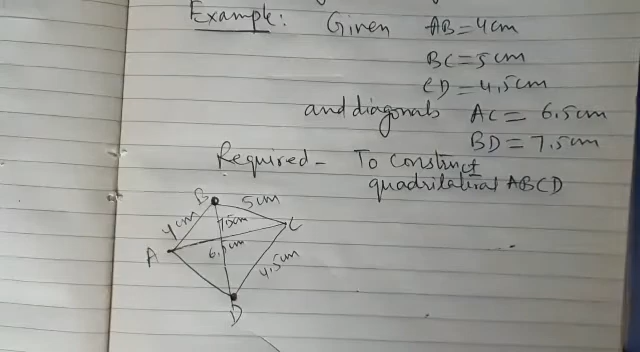 Example: Given AB=4cm
BC=5cm
CD=4.5cm
and diagonals AC= 6.5cm
BD=7.5cm
Required- To construct
quadrilateral ABCD
B 5cm
4cm 7.5cm
C
A 6.5cm
4.5cm
D